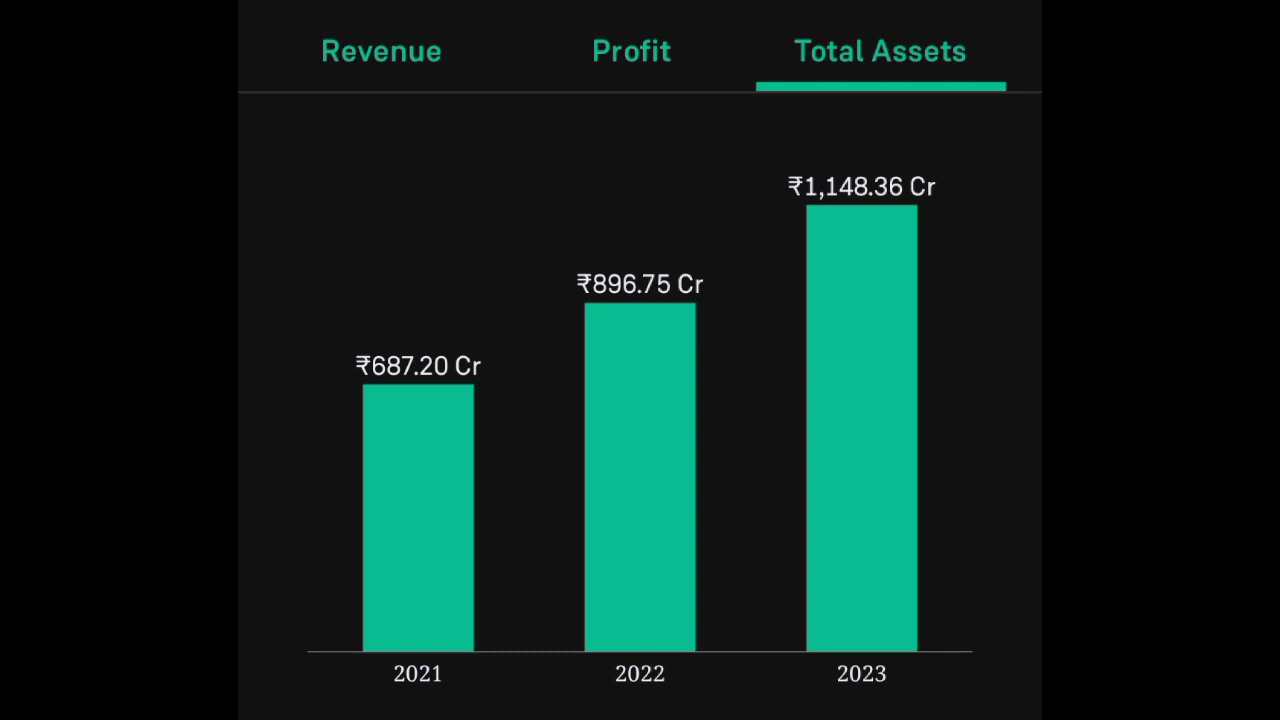 Revenue Profit Total Assets
₹1,148.36 Cr
₹896.75 Cr
₹687.20 Cr
2021 2022 2023